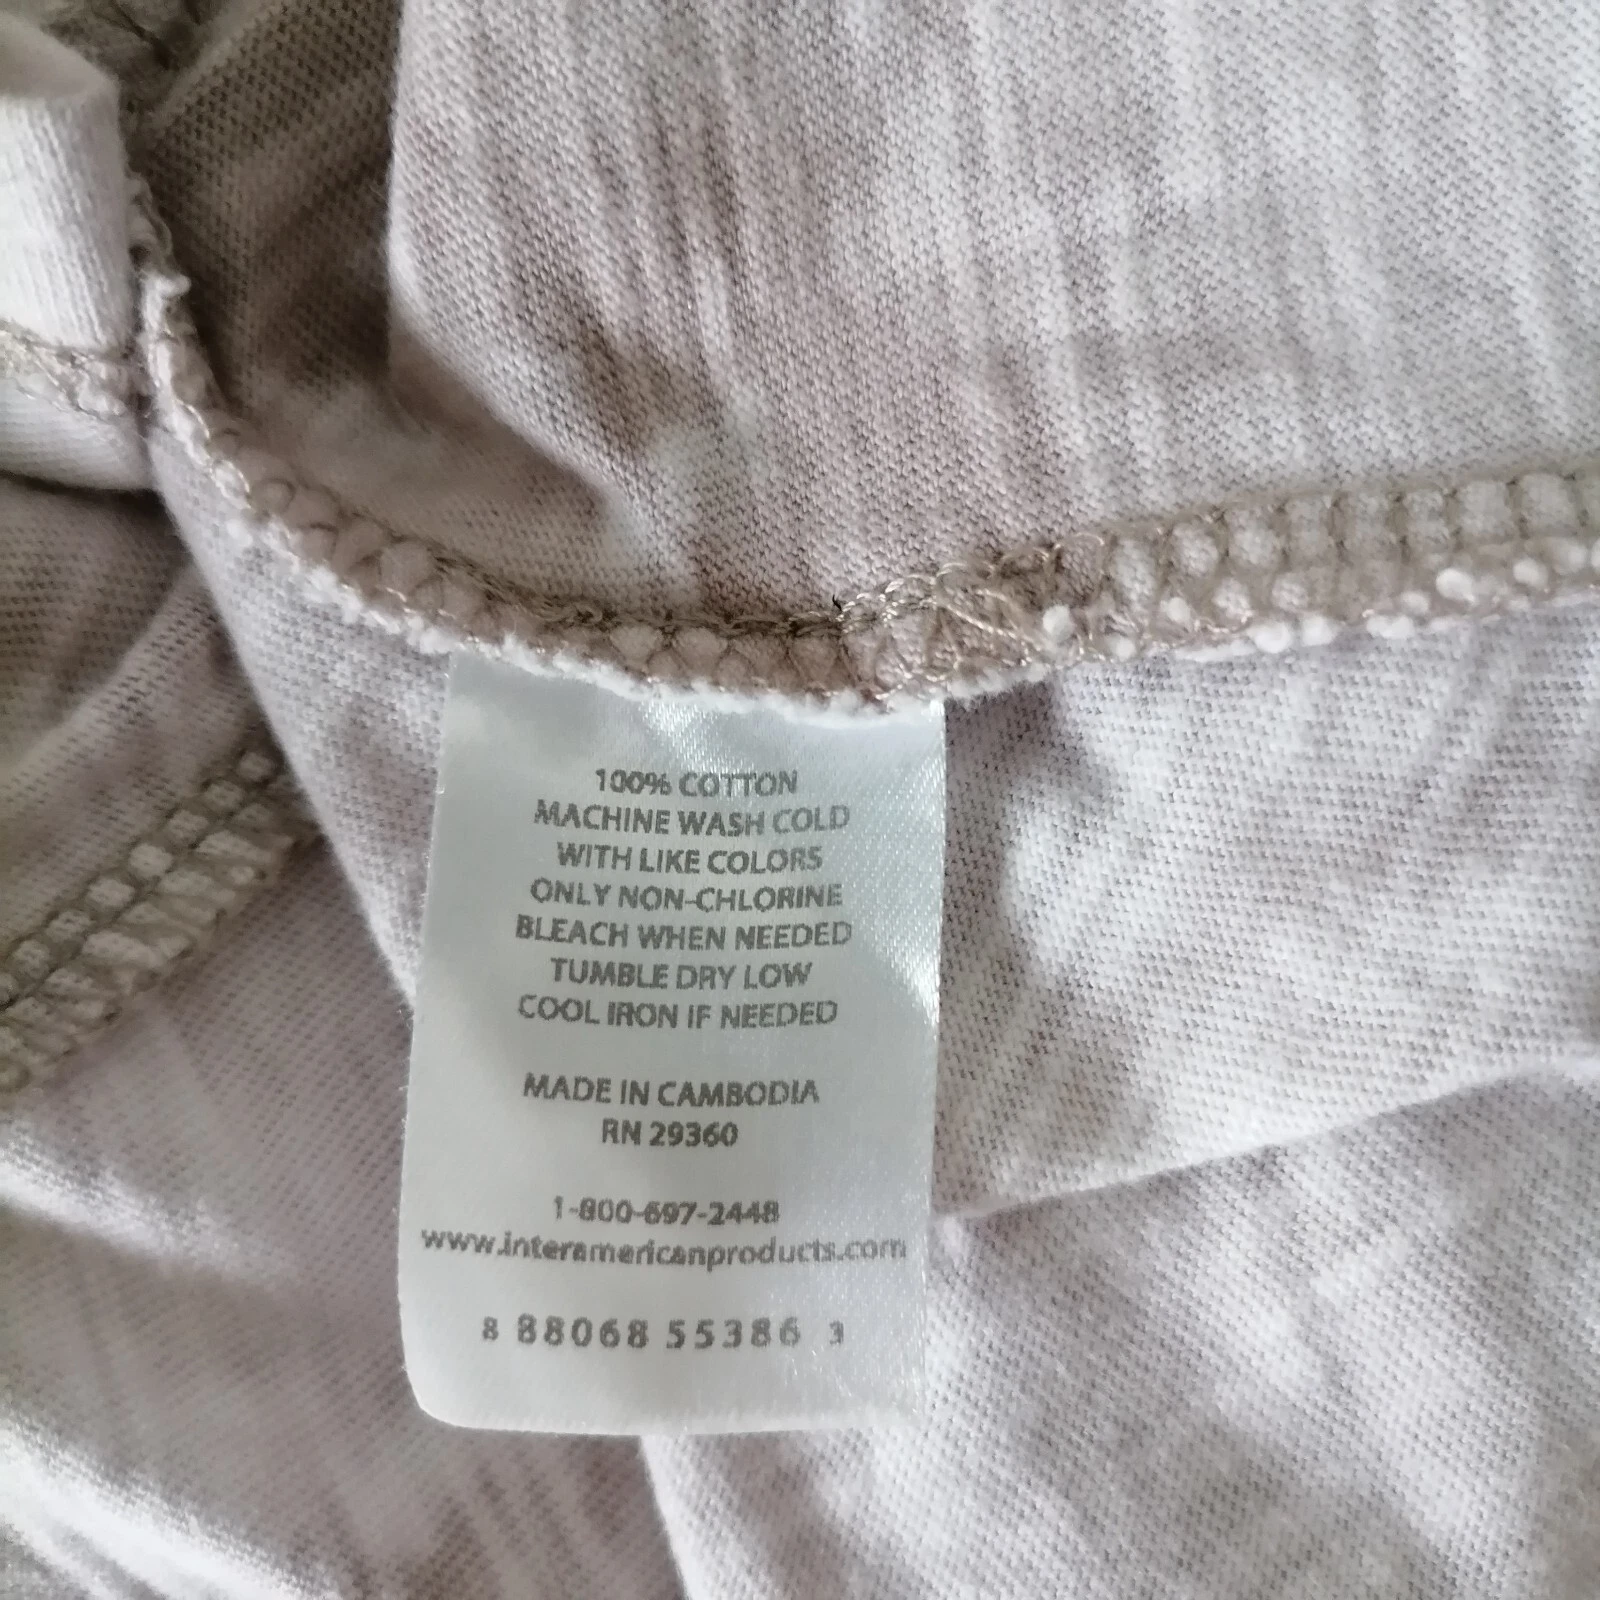 100% COTTON
MACHINE WASH COLD
WITH LIKE COLORS
ONLY NON-CHLORINE
BLEACH WHEN NEEDED
TUMBLE DRY LOW
COOL IRON IF NEEDED
MADE IN CAMBODIA
RN 29360
1-800-697-2448
www.interamericanproducts.com
8 88068 55386 3